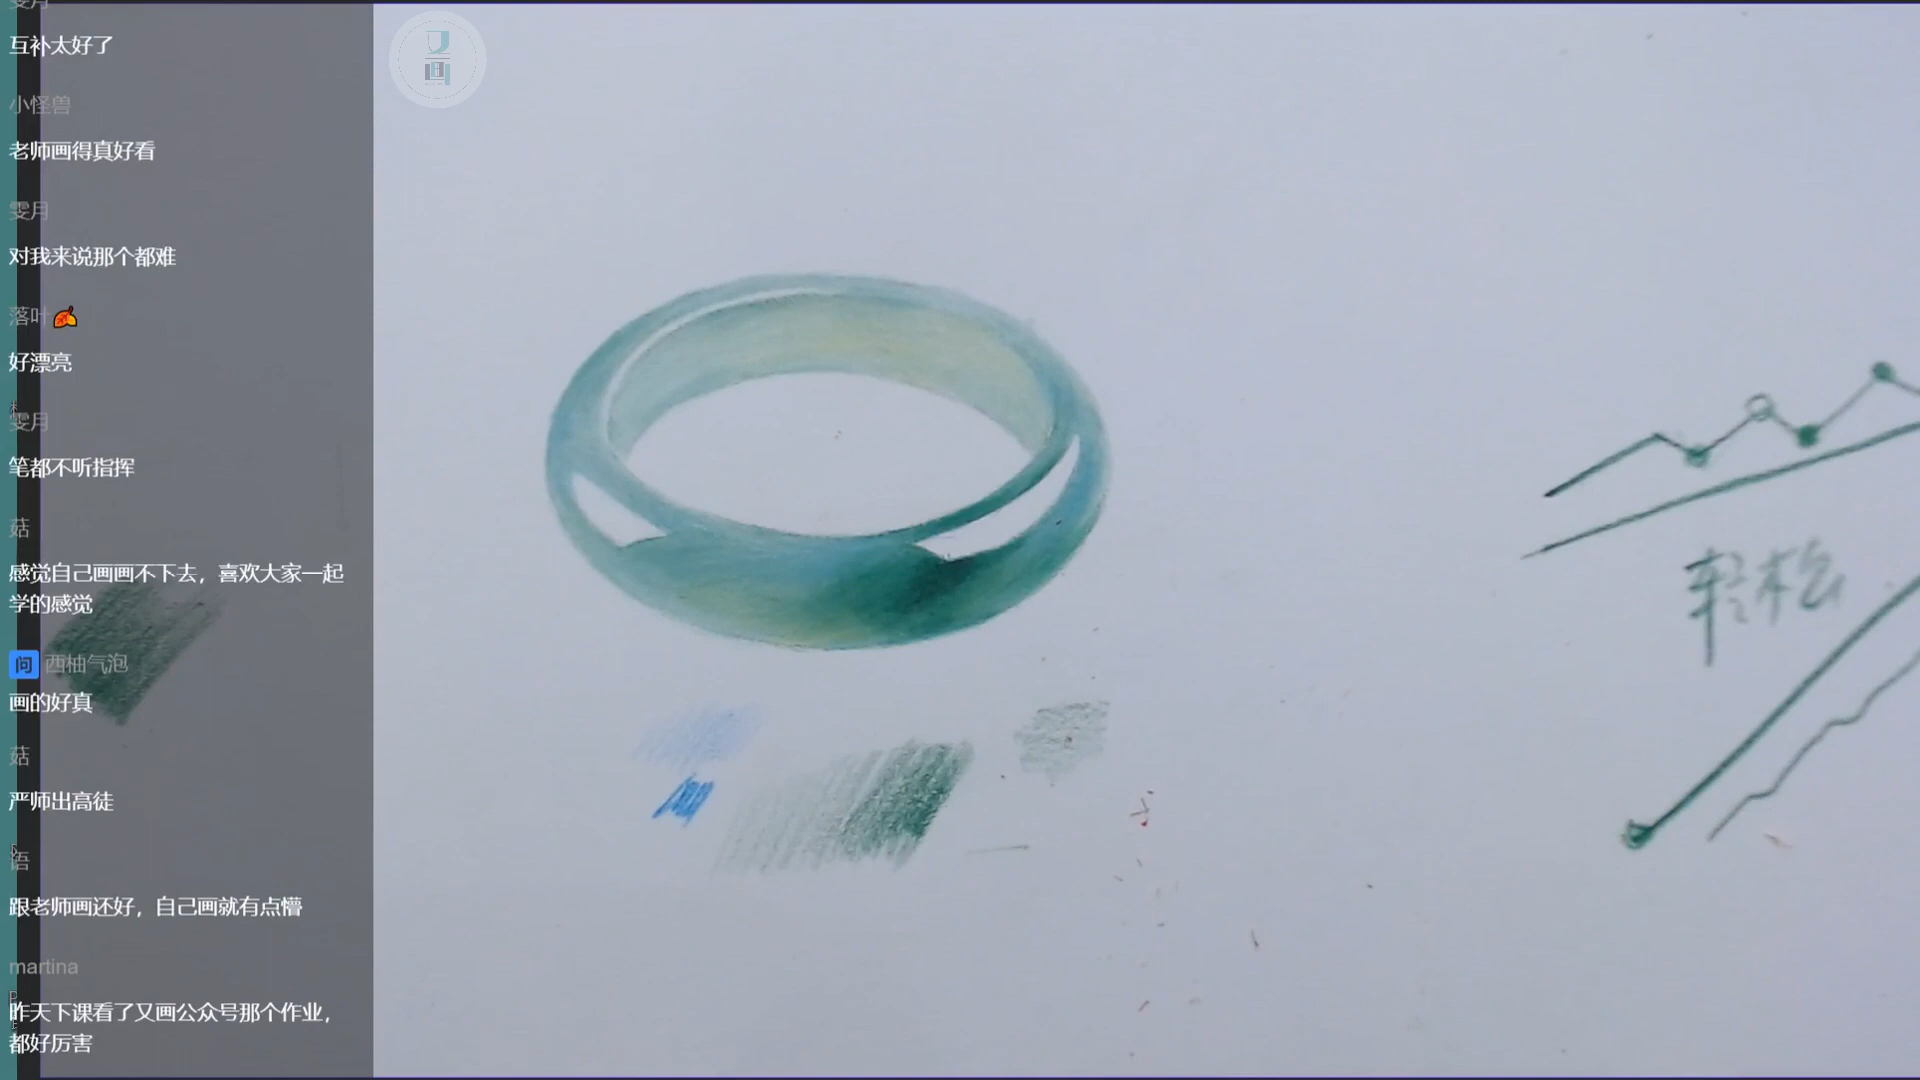 雯月
互补太好了
小怪兽
老师画得真好看
雯月
对我来说那个都难
落叶🍂
好漂亮
雯月
笔都不听指挥
菇
感觉自己画画不下去，喜欢大家一起
学的感觉
问 西柚气泡
画的好真
菇
严师出高徒
语
跟老师画还好，自己画就有点懵
martina
昨天下课看了又画公众号那个作业，
都好厉害
轻松